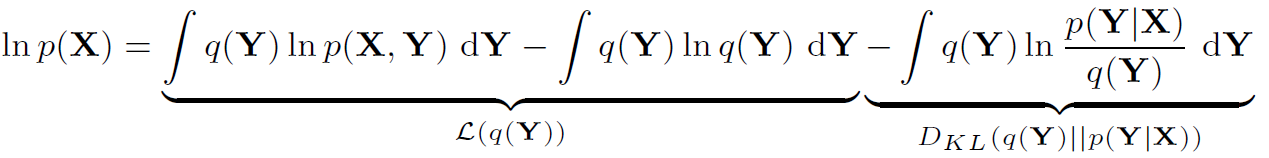 ln p(X) = ∫ q(Y) ln p(X, Y) dY − ∫ q(Y) ln q(Y) dY − ∫ q(Y) ln p(Y|X)/q(Y) dY
ℒ(q(Y)) D_KL(q(Y)||p(Y|X))